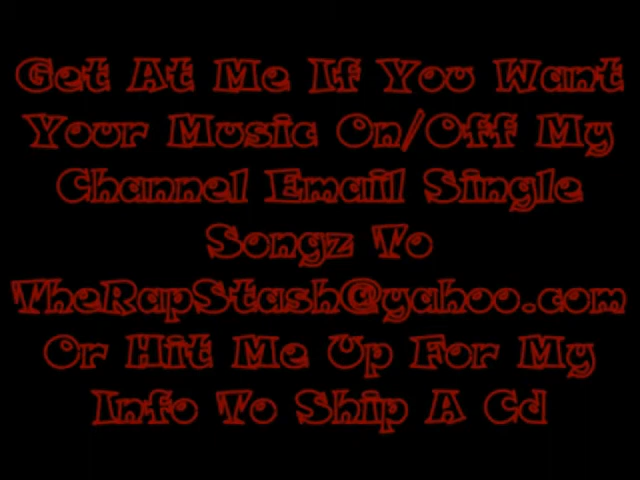 Get At Me If You Want
Your Music On/Off My
Channel Email Single
Songz To
TheRapStash@yahoo.com
Or Hit Me Up For My
Info To Ship A Cd